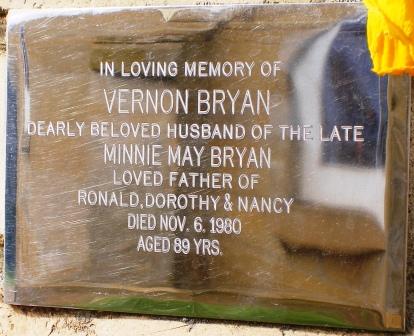 IN LOVING MEMORY OF
VERNON BRYAN
DEARLY BELOVED HUSBAND OF THE LATE
MINNIE MAY BRYAN
LOVED FATHER OF
RONALD, DOROTHY & NANCY
DIED NOV. 6. 1980
AGED 89 YRS.